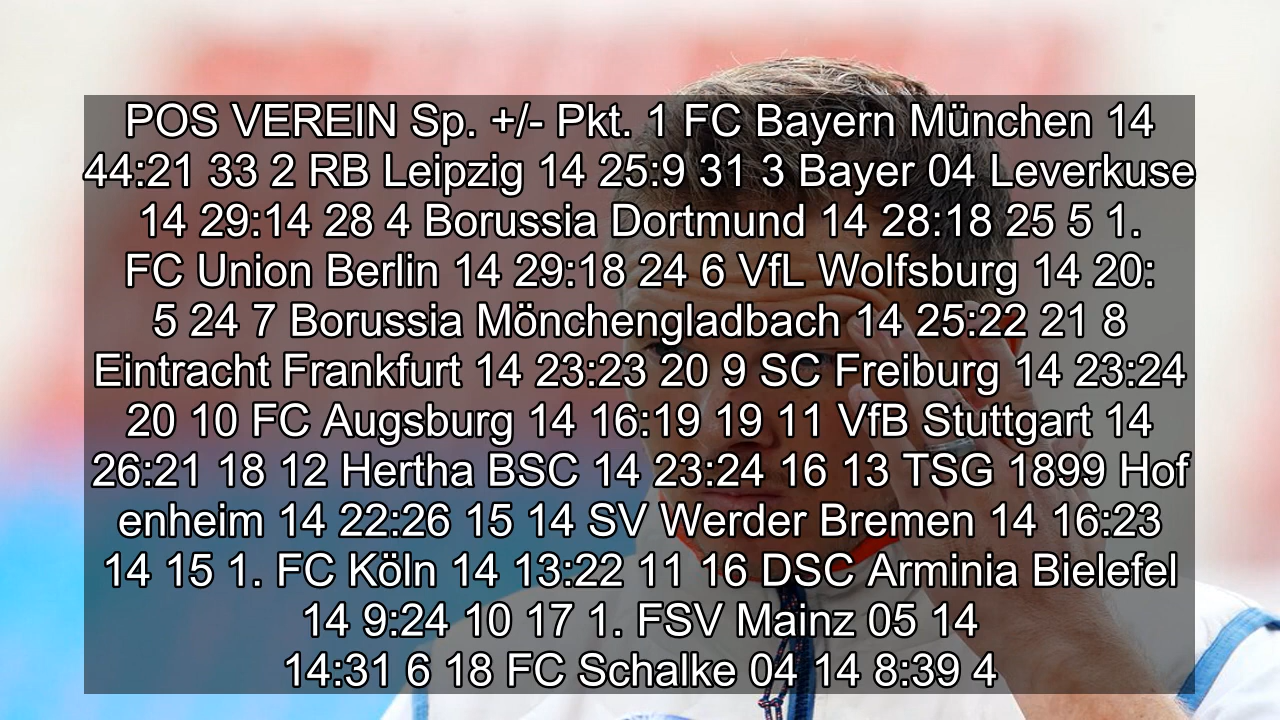 POS VEREIN Sp. +/- Pkt. 1 FC Bayern München 14
44:21 33 2 RB Leipzig 14 25:9 31 3 Bayer 04 Leverkuse
14 29:14 28 4 Borussia Dortmund 14 28:18 25 5 1.
FC Union Berlin 14 29:18 24 6 VfL Wolfsburg 14 20:
5 24 7 Borussia Mönchengladbach 14 25:22 21 8
Eintracht Frankfurt 14 23:23 20 9 SC Freiburg 14 23:24
20 10 FC Augsburg 14 16:19 19 11 VfB Stuttgart 14
26:21 18 12 Hertha BSC 14 23:24 16 13 TSG 1899 Hof
enheim 14 22:26 15 14 SV Werder Bremen 14 16:23
14 15 1. FC Köln 14 13:22 11 16 DSC Arminia Bielefel
14 9:24 10 17 1. FSV Mainz 05 14
14:31 6 18 FC Schalke 04 14 8:39 4